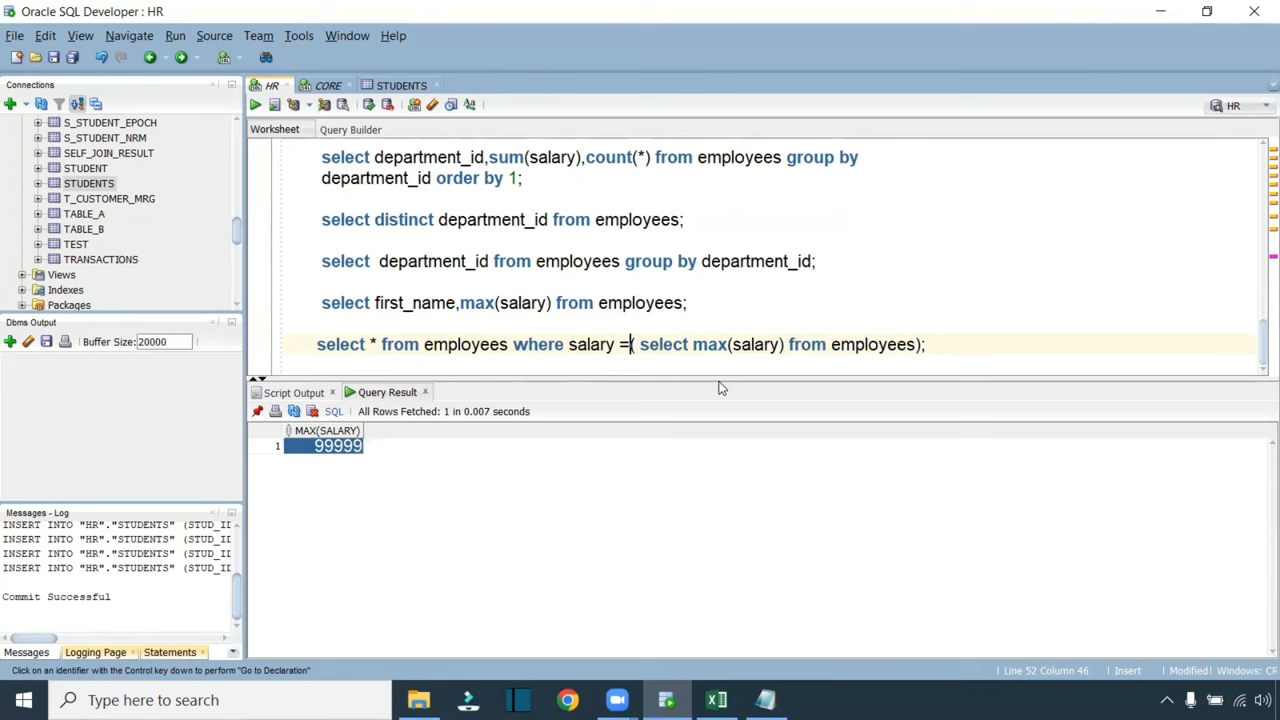 Oracle SQL Developer : HR
File Edit View Navigate Run Source Team Tools Window Help
Connections
HR CORE STUDENTS
HR
Worksheet Query Builder
S_STUDENT_EPOCH
S_STUDENT_NRM
SELF_JOIN_RESULT
STUDENT
STUDENTS
T_CUSTOMER_MRG
TABLE_A
TABLE_B
TEST
TRANSACTIONS
Views
Indexes
Packages
select department_id,sum(salary),count(*) from employees group by
department_id order by 1;
select distinct department_id from employees;
select  department_id from employees group by department_id;
select first_name,max(salary) from employees;
select * from employees where salary =( select max(salary) from employees);
Dbms Output
Buffer Size: 20000
Script Output Query Result
SQL All Rows Fetched: 1 in 0.007 seconds
MAX(SALARY)
1 99999
Messages - Log
INSERT INTO "HR"."STUDENTS" (STUD_ID
INSERT INTO "HR"."STUDENTS" (STUD_ID
INSERT INTO "HR"."STUDENTS" (STUD_ID
INSERT INTO "HR"."STUDENTS" (STUD_ID
Commit Successful
Messages Logging Page Statements
Click on an identifier with the Control key down to perform "Go to Declaration"
Line 52 Column 46 Insert Modified Windows: CR
Type here to search